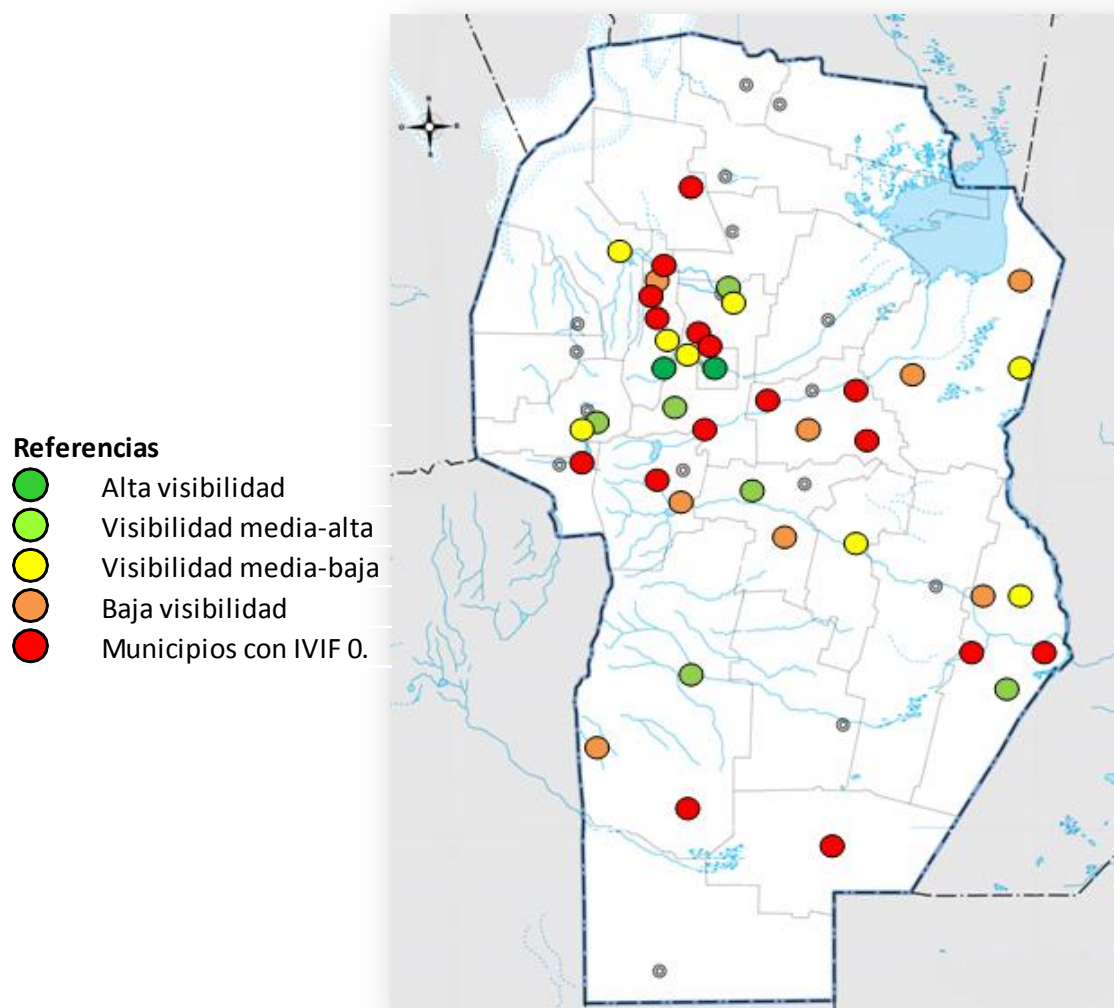 Referencias
Alta visibilidad
Visibilidad media-alta
Visibilidad media-baja
Baja visibilidad
Municipios con IVIF 0.